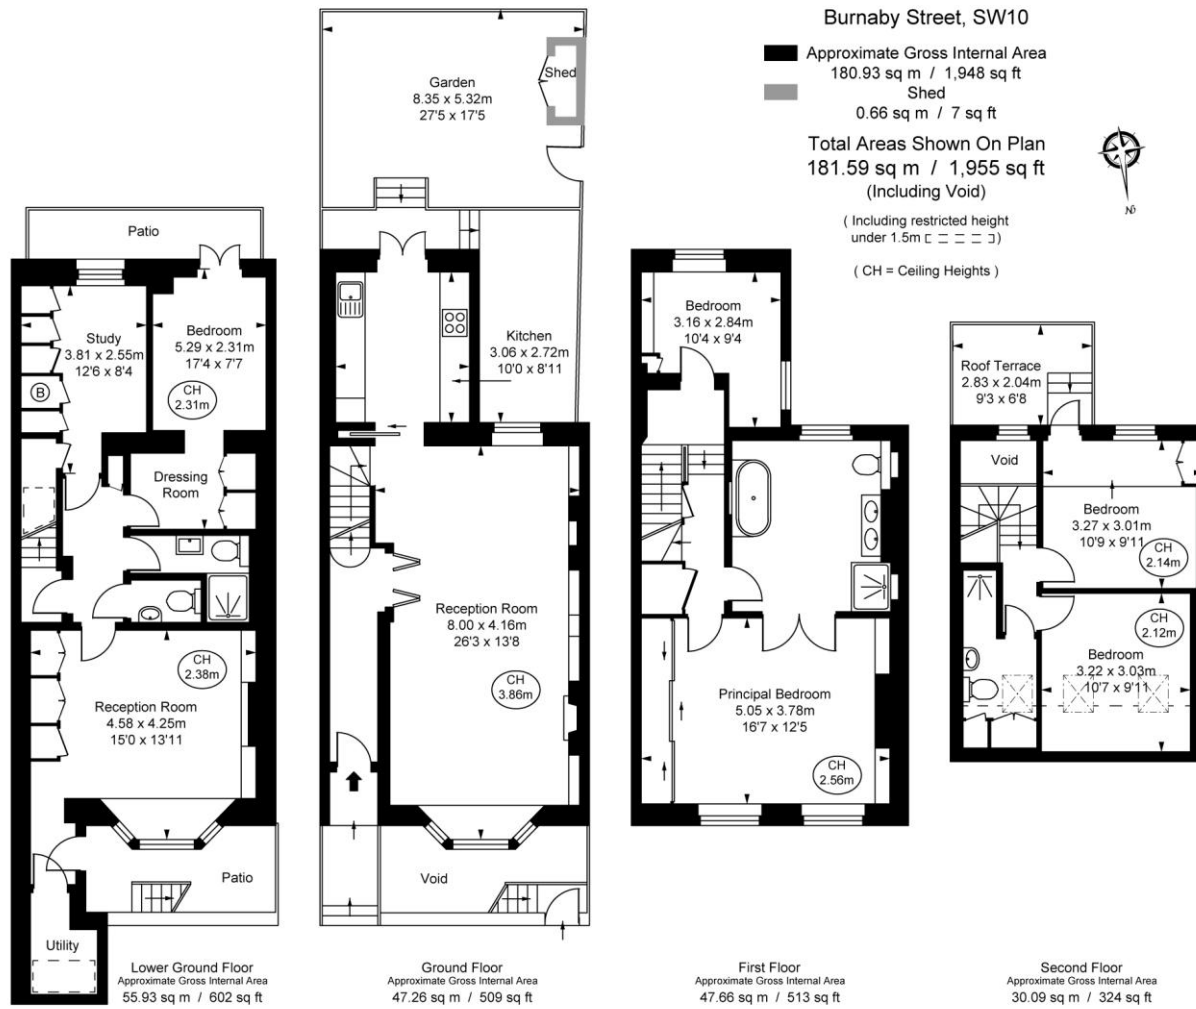 Burnaby Street, SW10
Approximate Gross Internal Area
180.93 sq m / 1,948 sq ft
Shed
0.66 sq m / 7 sq ft
Total Areas Shown On Plan
181.59 sq m / 1,955 sq ft
(Including Void)
( Including restricted height
under 1.5m )
( CH = Ceiling Heights )
N
Patio
Study
3.81 x 2.55m
12'6 x 8'4
B
Bedroom
5.29 x 2.31m
17'4 x 7'7
CH
2.31m
Dressing
Room
CH
2.38m
Reception Room
4.58 x 4.25m
15'0 x 13'11
Patio
Utility
Lower Ground Floor
Approximate Gross Internal Area
55.93 sq m / 602 sq ft
Garden
8.35 x 5.32m
27'5 x 17'5
Shed
Kitchen
3.06 x 2.72m
10'0 x 8'11
Reception Room
8.00 x 4.16m
26'3 x 13'8
CH
3.86m
Void
Ground Floor
Approximate Gross Internal Area
47.26 sq m / 509 sq ft
Bedroom
3.16 x 2.84m
10'4 x 9'4
Principal Bedroom
5.05 x 3.78m
16'7 x 12'5
CH
2.56m
First Floor
Approximate Gross Internal Area
47.66 sq m / 513 sq ft
Roof Terrace
2.83 x 2.04m
9'3 x 6'8
Void
Bedroom
3.27 x 3.01m
10'9 x 9'11
CH
2.14m
CH
2.12m
Bedroom
3.22 x 3.03m
10'7 x 9'11
Second Floor
Approximate Gross Internal Area
30.09 sq m / 324 sq ft